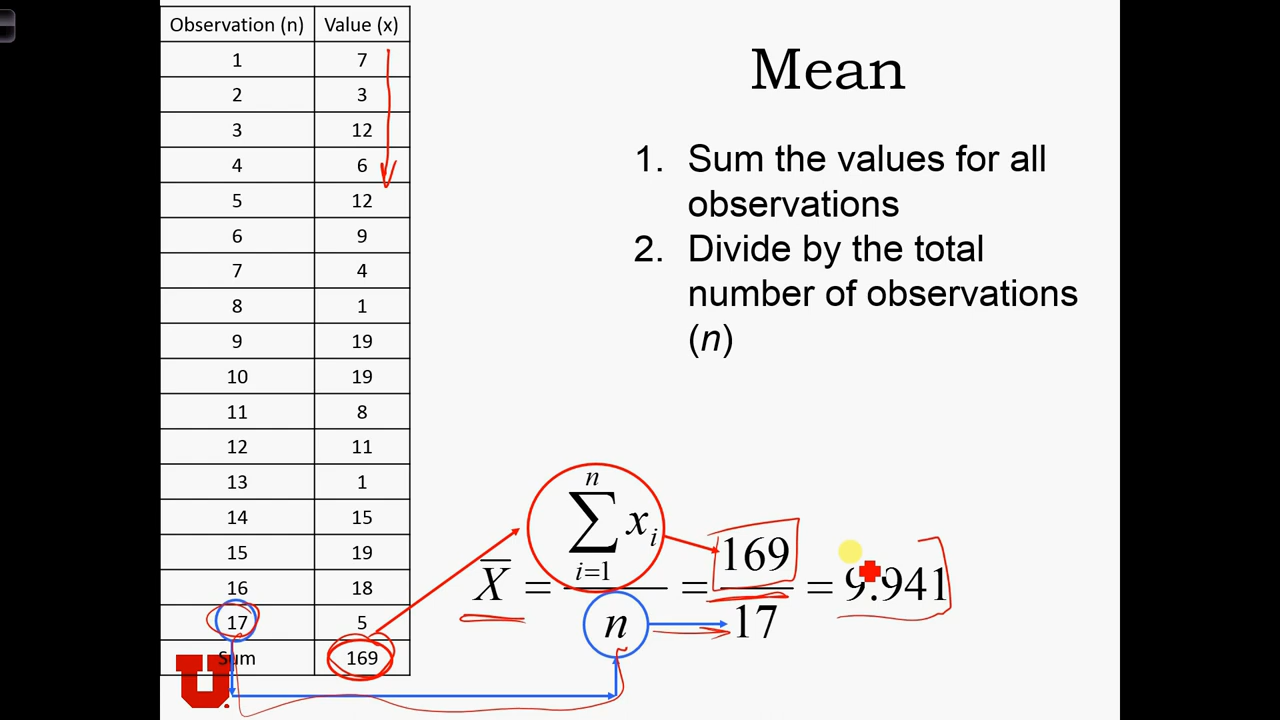 Observation (n) Value (x)
1 7
2 3
3 12
4 6
5 12
6 9
7 4
8 1
9 19
10 19
11 8
12 11
13 1
14 15
15 19
16 18
17 5
Sum 169
U
Mean
1. Sum the values for all
observations
2. Divide by the total
number of observations
(n)
X̅ = ∑ⁿᵢ₌₁ xᵢ / n = 169 / 17 = 9.941